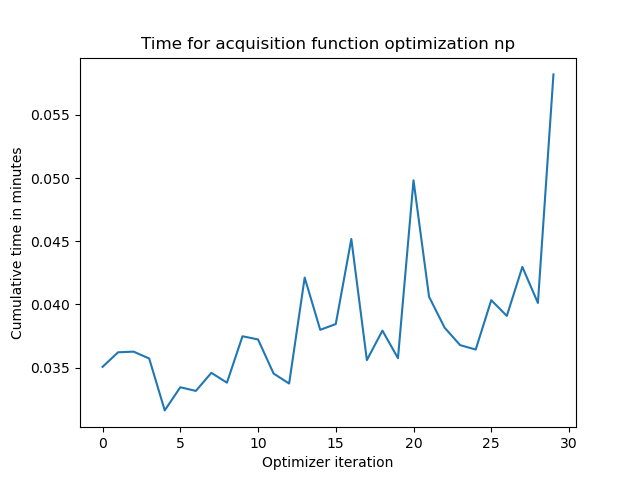 Time for acquisition function optimization np
Cumulative time in minutes
0.055
0.050
0.045
0.040
0.035
0 5 10 15 20 25 30
Optimizer iteration